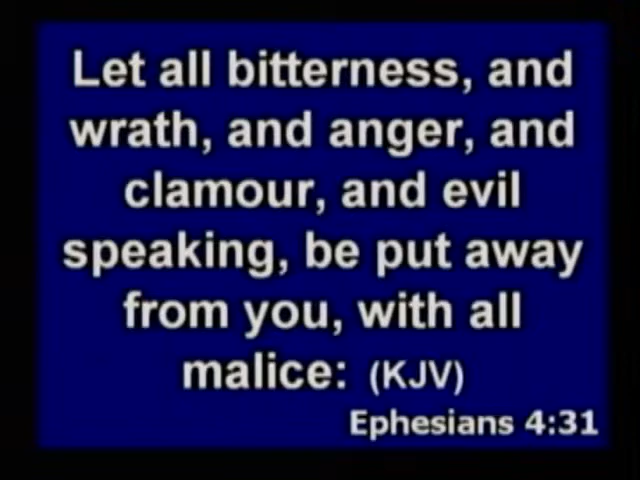 Let all bitterness, and
wrath, and anger, and
clamour, and evil
speaking, be put away
from you, with all
malice: (KJV)
Ephesians 4:31